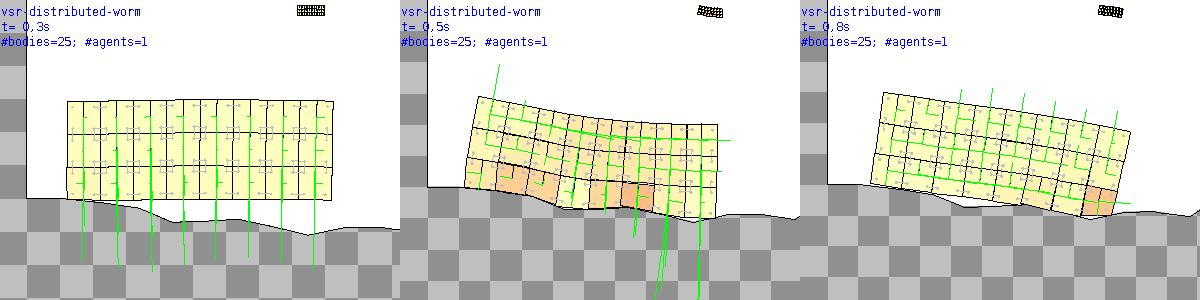 vsr-distributed-worm
t= 0,3s
#bodies=25; #agents=1
vsr-distributed-worm
t= 0,5s
#bodies=25; #agents=1
vsr-distributed-worm
t= 0,8s
#bodies=25; #agents=1